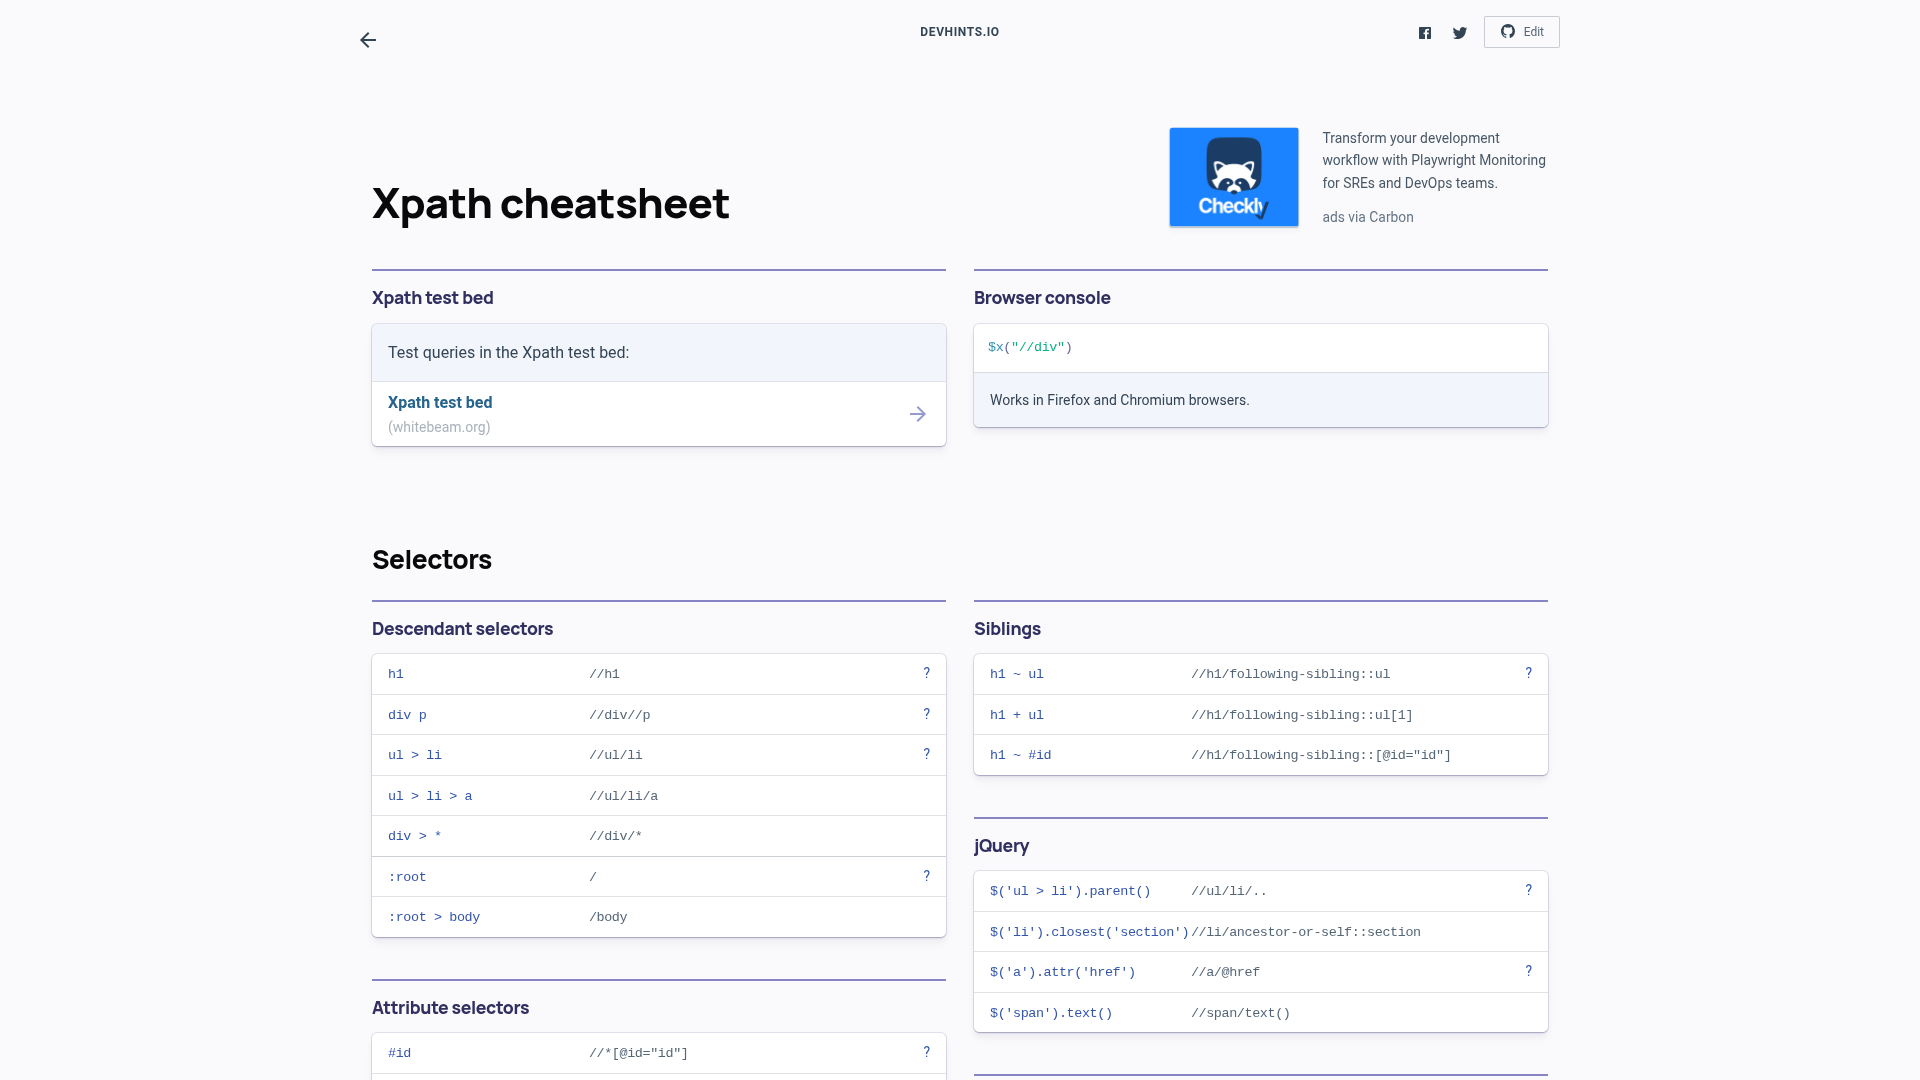 DEVHINTS.IO
Edit
Xpath cheatsheet
Checkly
Transform your development
workflow with Playwright Monitoring
for SREs and DevOps teams.
ads via Carbon
Xpath test bed
Test queries in the Xpath test bed:
Xpath test bed
(whitebeam.org)
Browser console
$x("//div")
Works in Firefox and Chromium browsers.
Selectors
Descendant selectors
h1 //h1 ?
div p //div//p ?
ul > li //ul/li ?
ul > li > a //ul/li/a
div > * //div/*
:root / ?
:root > body /body
Attribute selectors
#id //*[@id="id"] ?
Siblings
h1 ~ ul //h1/following-sibling::ul ?
h1 + ul //h1/following-sibling::ul[1]
h1 ~ #id //h1/following-sibling::[@id="id"]
jQuery
$('ul > li').parent() //ul/li/.. ?
$('li').closest('section') //li/ancestor-or-self::section
$('a').attr('href') //a/@href ?
$('span').text() //span/text()